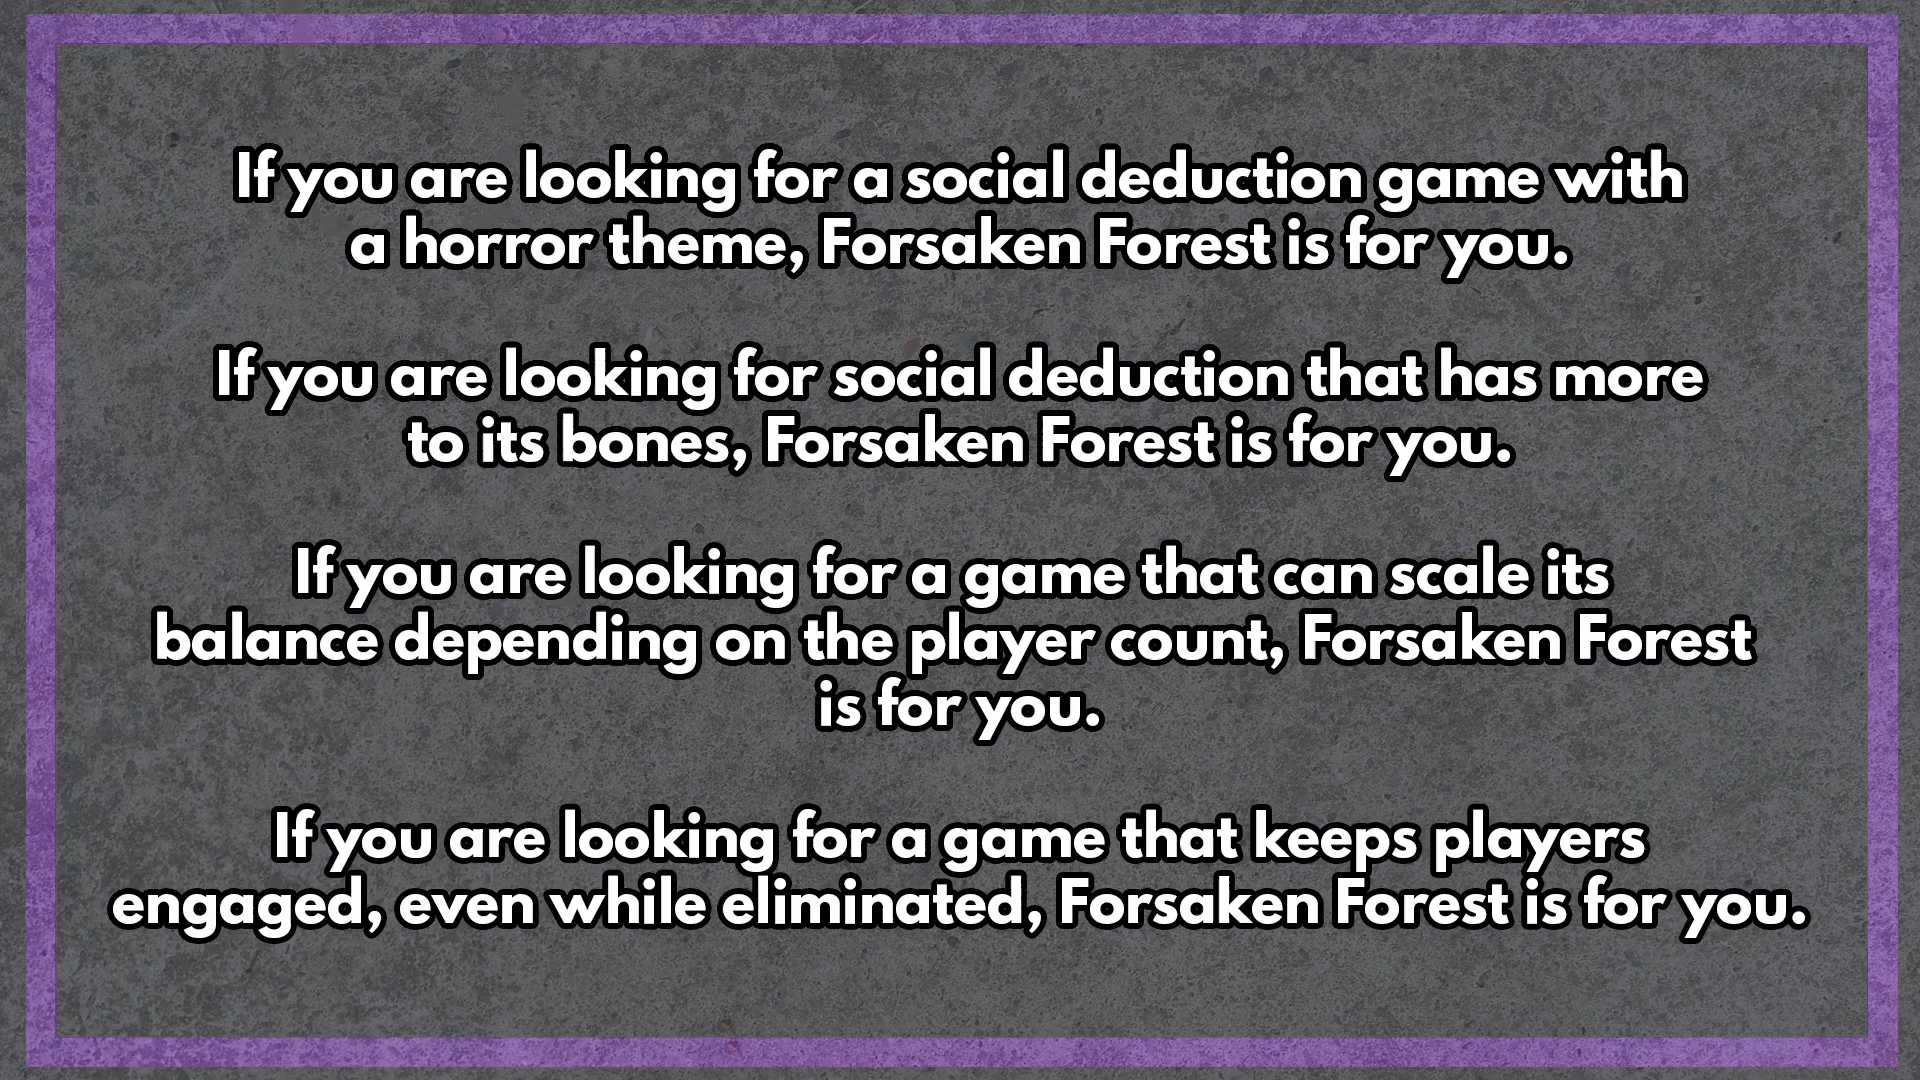 If you are looking for a social deduction game with
a horror theme, Forsaken Forest is for you.
If you are looking for social deduction that has more
to its bones, Forsaken Forest is for you.
If you are looking for a game that can scale its
balance depending on the player count, Forsaken Forest
is for you.
If you are looking for a game that keeps players
engaged, even while eliminated, Forsaken Forest is for you.